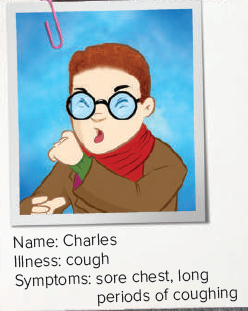 Name: Charles
Illness: cough
Symptoms: sore chest, long
periods of coughing